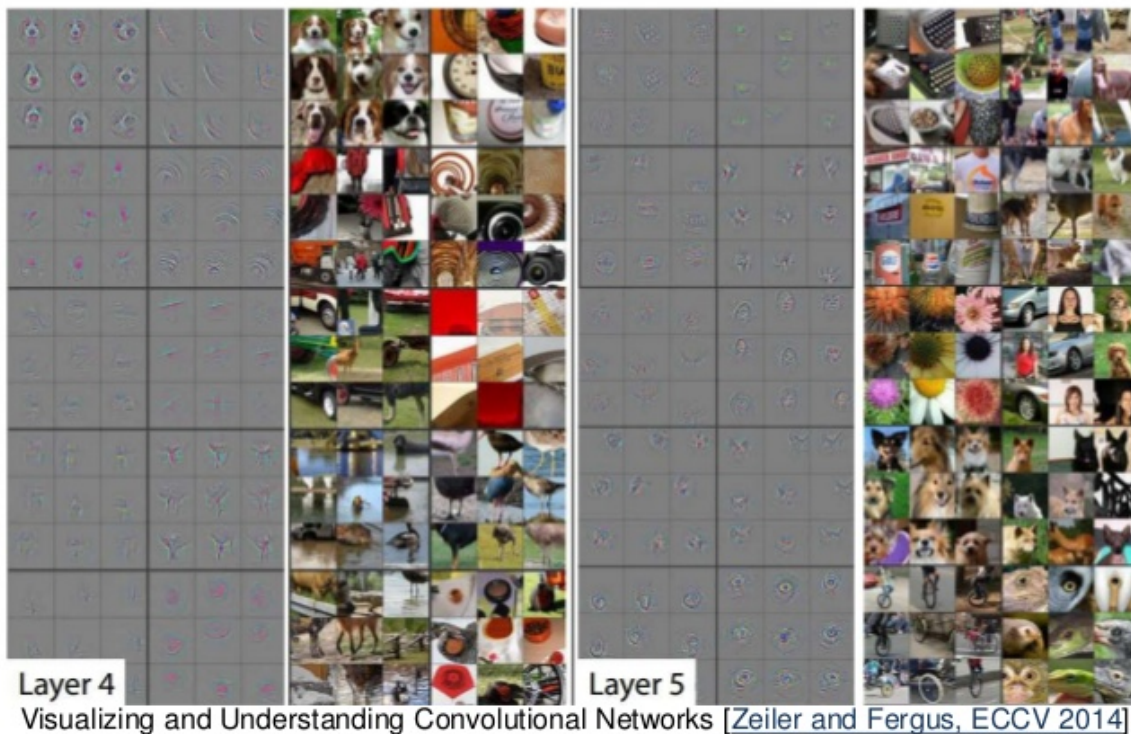 Layer 4
Layer 5
Visualizing and Understanding Convolutional Networks [Zeiler and Fergus, ECCV 2014]